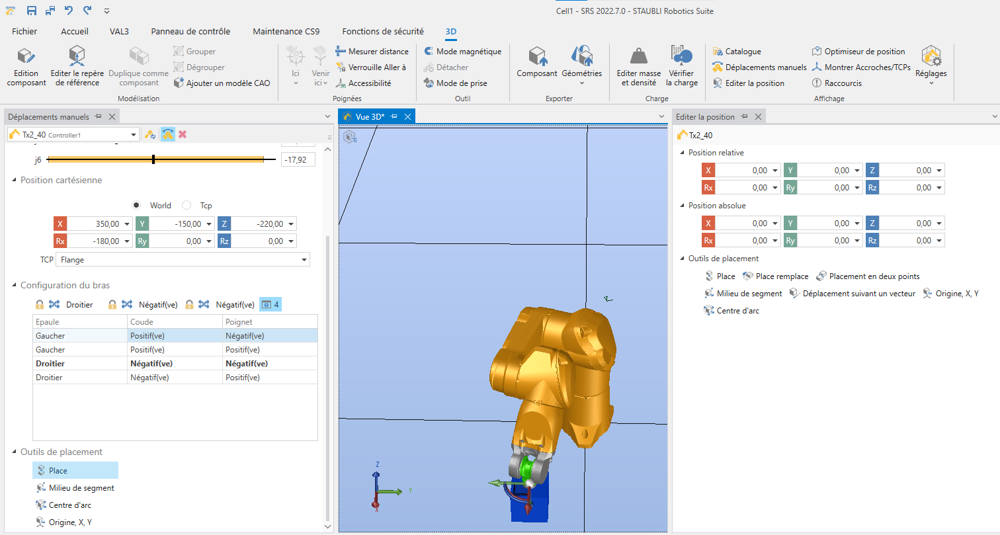 Cell1 - SRS 2022.7.0 - STAUBLI Robotics Suite
Fichier Accueil VAL3 Panneau de contrôle Maintenance CS9 Fonctions de sécurité 3D
Edition composant
Editer le repère de référence
Duplique comme composant
Grouper
Dégrouper
Ajouter un modèle CAO
Modélisation
Ici
Venir ici
Mesurer distance
Verrouille Aller à
Accessibilité
Poignées
Mode magnétique
Détacher
Mode de prise
Outil
Composant
Géométries
Exporter
Editer masse et densité
Vérifier la charge
Charge
Catalogue
Déplacements manuels
Editer la position
Optimiseur de position
Montrer Accroches/TCPs
Raccourcis
Réglages
Affichage
Déplacements manuels
Tx2_40 Controller1
j6 -17,92
Position cartésienne
World Tcp
X 350,00 Y -150,00 Z -220,00
Rx -180,00 Ry 0,00 Rz 0,00
TCP Flange
Configuration du bras
Droitier Négatif(ve) Négatif(ve) 4
Epaule Coude Poignet
Gaucher Positif(ve) Négatif(ve)
Gaucher Positif(ve) Positif(ve)
Droitier Négatif(ve) Négatif(ve)
Droitier Négatif(ve) Positif(ve)
Outils de placement
Place
Milieu de segment
Centre d'arc
Origine, X, Y
Vue 3D*
Z
Y
X
Editer la position
Tx2_40
Position relative
X 0,00 Y 0,00 Z 0,00
Rx 0,00 Ry 0,00 Rz 0,00
Position absolue
X 0,00 Y 0,00 Z 0,00
Rx 0,00 Ry 0,00 Rz 0,00
Outils de placement
Place Place remplace Placement en deux points
Milieu de segment Déplacement suivant un vecteur Origine, X, Y
Centre d'arc